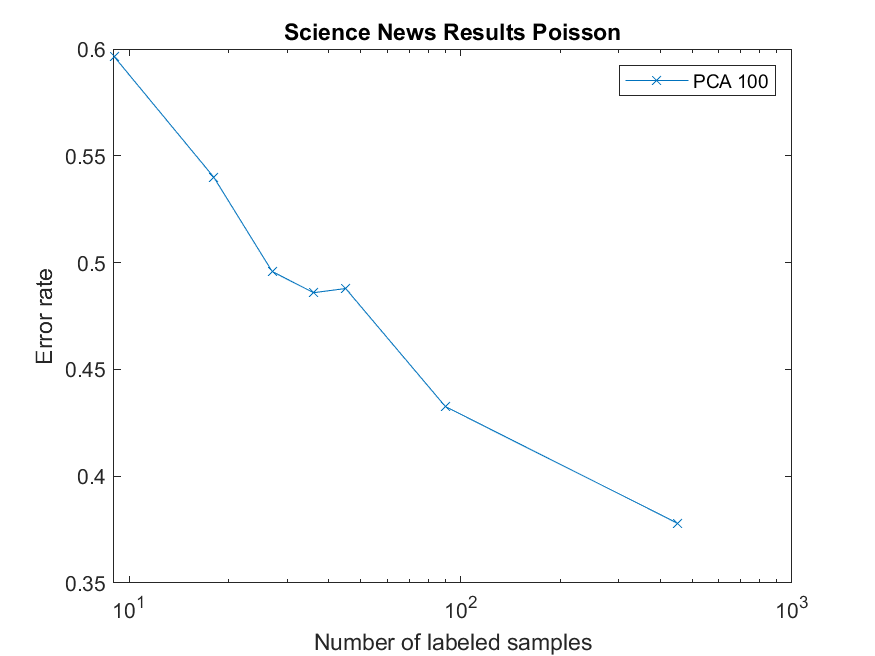 Science News Results Poisson
PCA 100
0.6
0.55
0.5
0.45
0.4
0.35
Error rate
10^1 10^2 10^3
Number of labeled samples